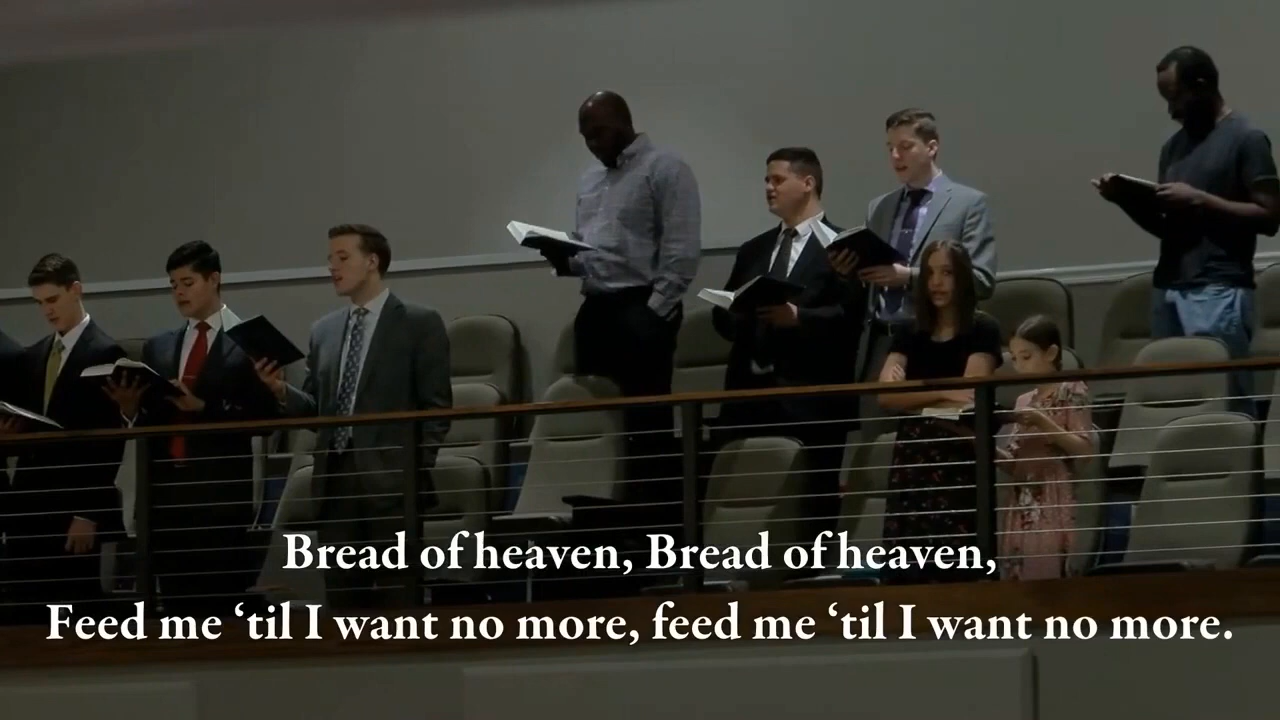 Bread of heaven, Bread of heaven,
Feed me ‘til I want no more, feed me ‘til I want no more.